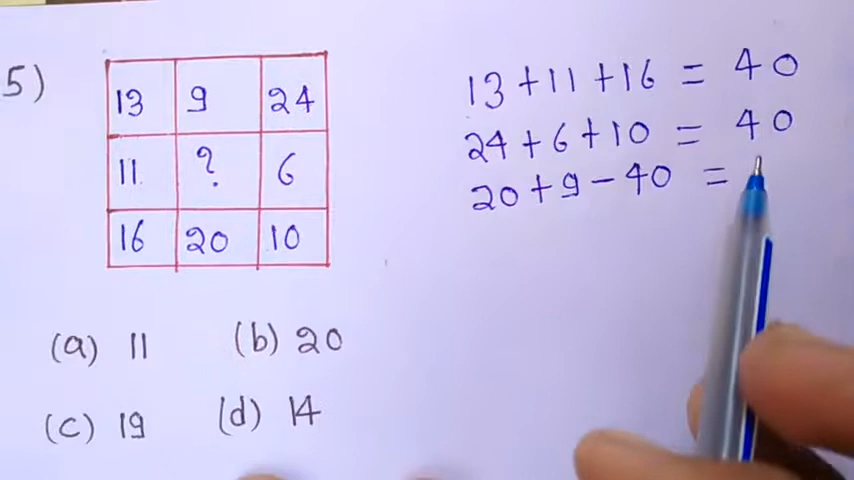 5)
13 9 24
11 ? 6
16 20 10
(a) 11 (b) 20
(c) 19 (d) 14
13 + 11 + 16 = 40
24 + 6 + 10 = 40
20 + 9 - 40 =